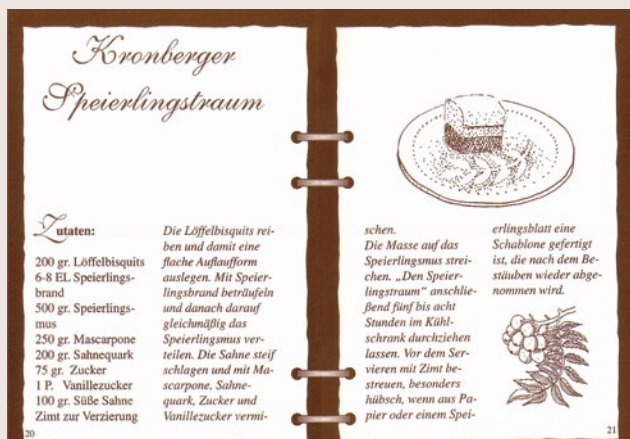 Kronberger
Speierlingstraum
Zutaten:
200 gr. Löffelbisquits
6-8 EL Speierlings-
brand
500 gr. Speierlings-
mus
250 gr. Mascarpone
200 gr. Sahnequark
75 gr. Zucker
1 P. Vanillezucker
100 gr. Süße Sahne
Zimt zur Verzierung
Die Löffelbisquits rei-
ben und damit eine
flache Auflaufform
auslegen. Mit Speier-
lingsbrand beträufeln
und danach darauf
gleichmäßig das
Speierlingsmus ver-
teilen. Die Sahne steif
schlagen und mit Ma-
scarpone, Sahne-
quark, Zucker und
Vanillezucker vermi-
20
schen.
Die Masse auf das
Speierlingsmus strei-
chen. „Den Speier-
lingstraum“ anschlie-
ßend fünf bis acht
Stunden im Kühl-
schrank durchziehen
lassen. Vor dem Ser-
vieren mit Zimt be-
streuen, besonders
hübsch, wenn aus Pa-
pier oder einem Spei-
erlingsblatt eine
Schablone gefertigt
ist, die nach dem Be-
stäuben wieder abge-
nommen wird.
21